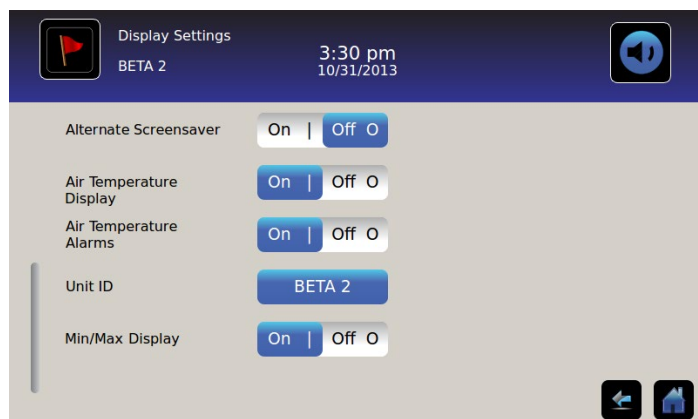 Display Settings
BETA 2
3:30 pm
10/31/2013
Alternate Screensaver
On | Off O
Air Temperature
Display
On | Off O
Air Temperature
Alarms
On | Off O
Unit ID
BETA 2
Min/Max Display
On | Off O